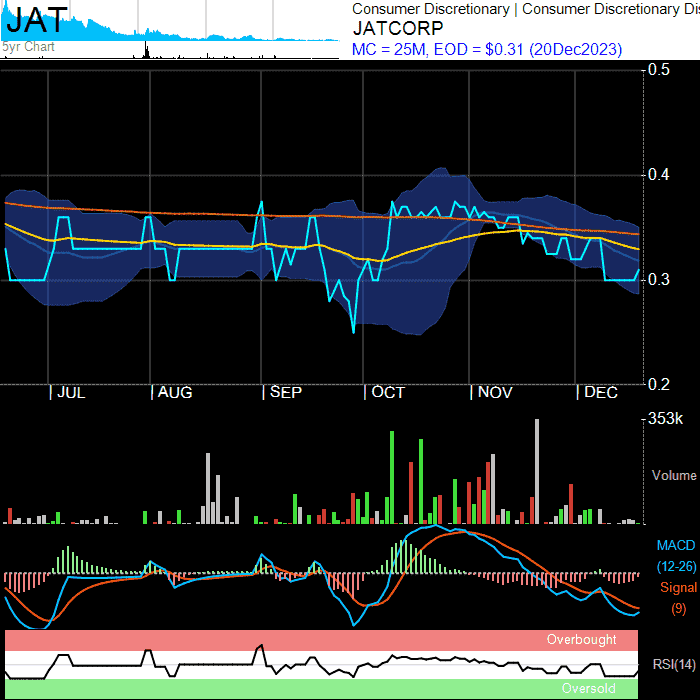 JAT
5yr Chart
Consumer Discretionary | Consumer Discretionary Dis
JATCORP
MC = 25M, EOD = $0.31 (20Dec2023)
0.5
0.4
0.3
0.2
| JUL | AUG | SEP | OCT | NOV | DEC
353k
Volume
MACD
(12-26)
Signal
(9)
Overbought
RSI(14)
Oversold